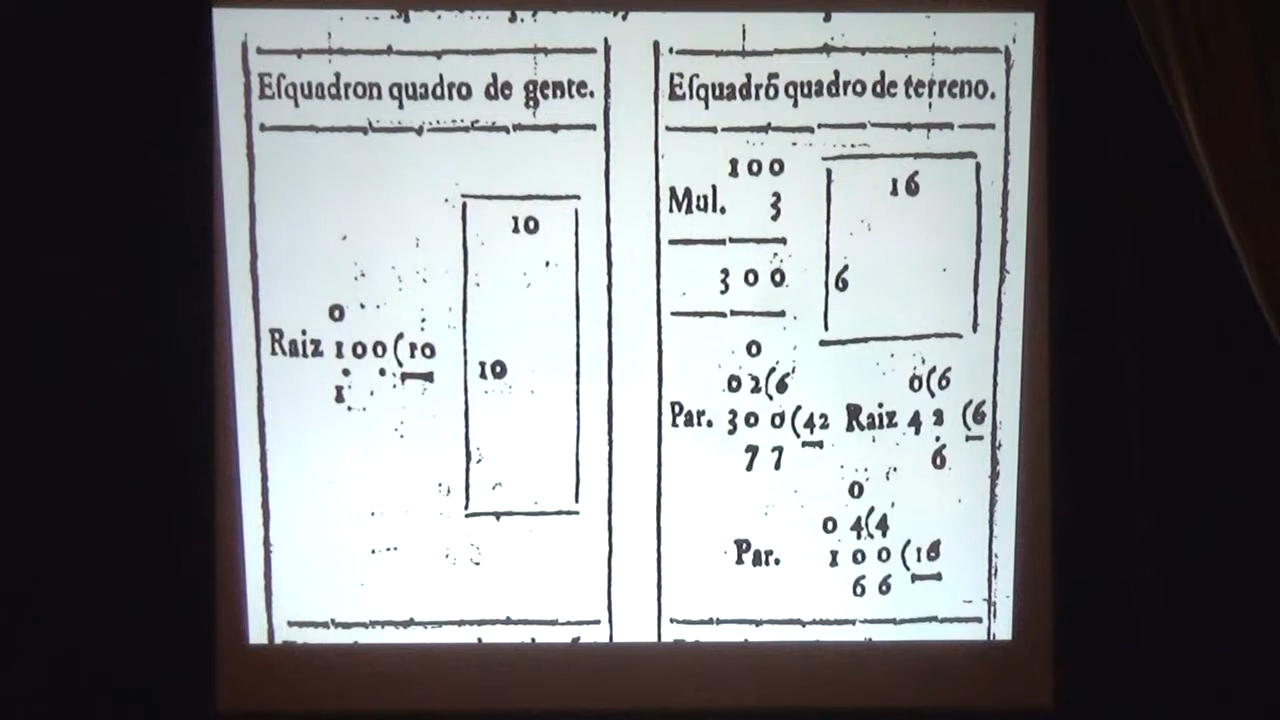 Eſquadron quadro de gente.
10
0
Raiz 100(10
1
10
Eſquadrõ quadro de terreno.
100
Mul. 3
300
16
6
0
02(6
Par. 300(42
77
0(6
Raiz 42 (6
6
0
0 4(4
Par. 100(16
66